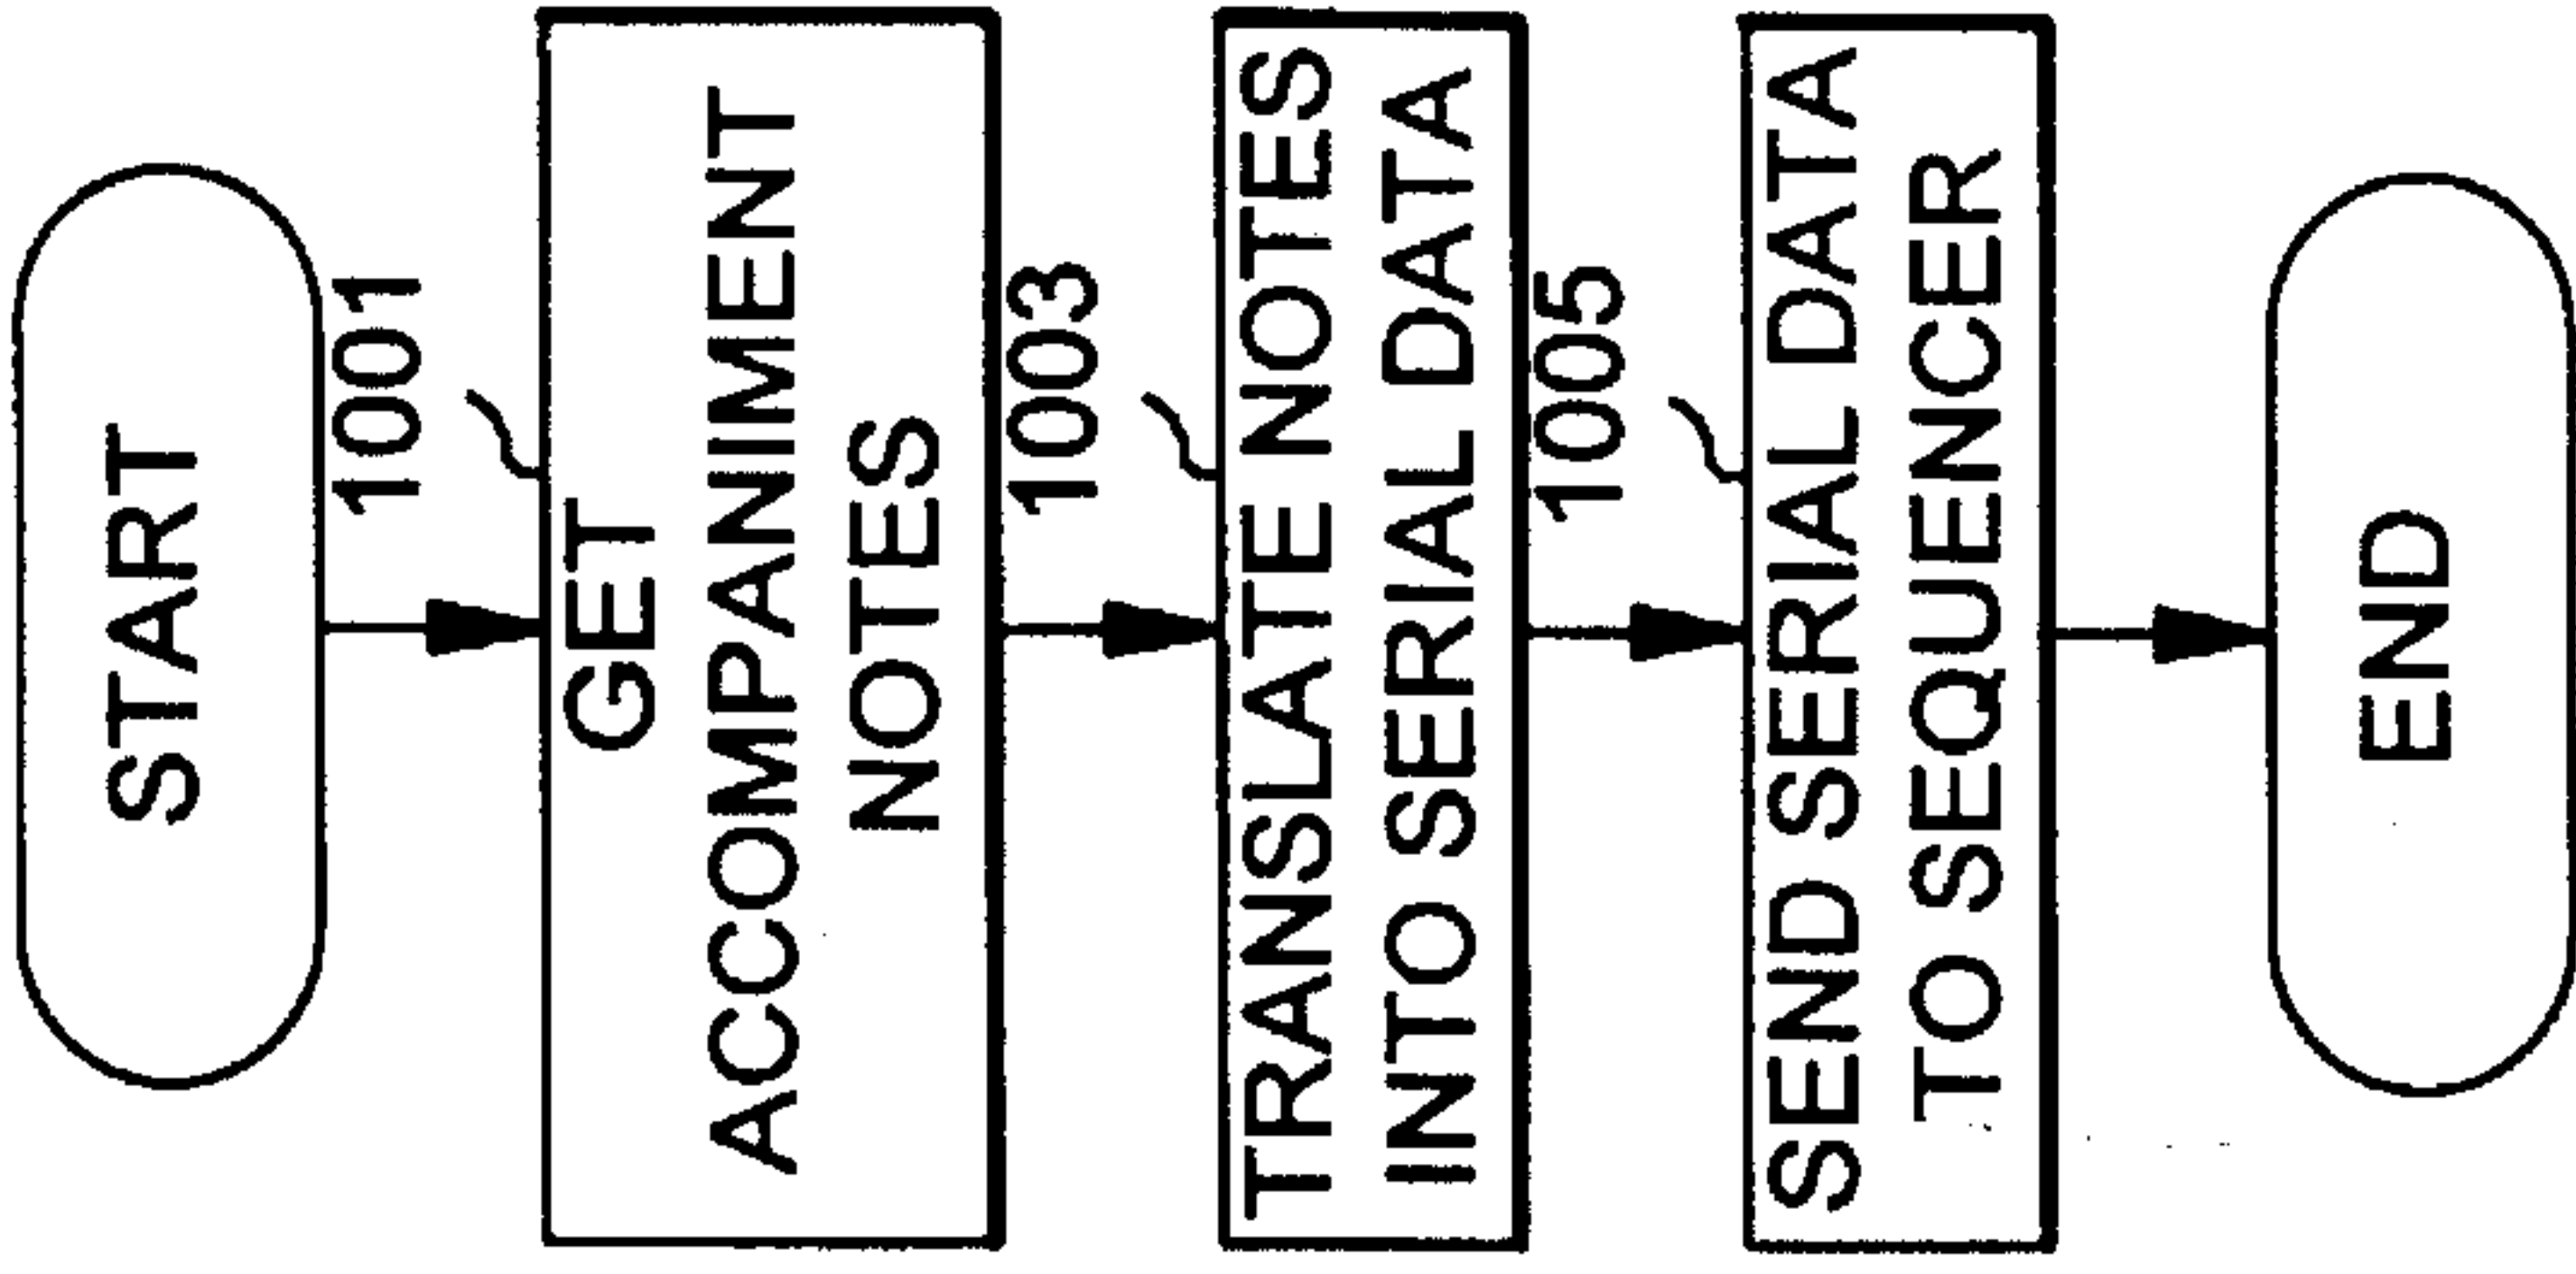 START
1001
GET
ACCOMPANIMENT
NOTES
1003
TRANSLATE NOTES
INTO SERIAL DATA
1005
SEND SERIAL DATA
TO SEQUENCER
END